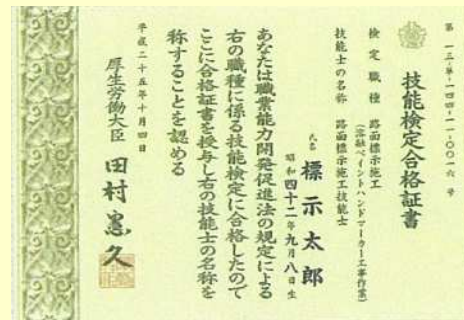 第一三-一-一四四-一一-〇〇一六号
技能検定合格証書
検定職種 路面標示施工
(溶融ペイントハンドマーカー工事作業)
技能士の名称 路面標示施工技能士
氏名 標示太郎
昭和四十二年九月八日生
あなたは職業能力開発促進法の規定による
右の職種に係る技能検定に合格したので
ここに合格証書を授与し右の技能士の名称を
称することを認める
平成二十五年十月四日
厚生労働大臣 田村憲久